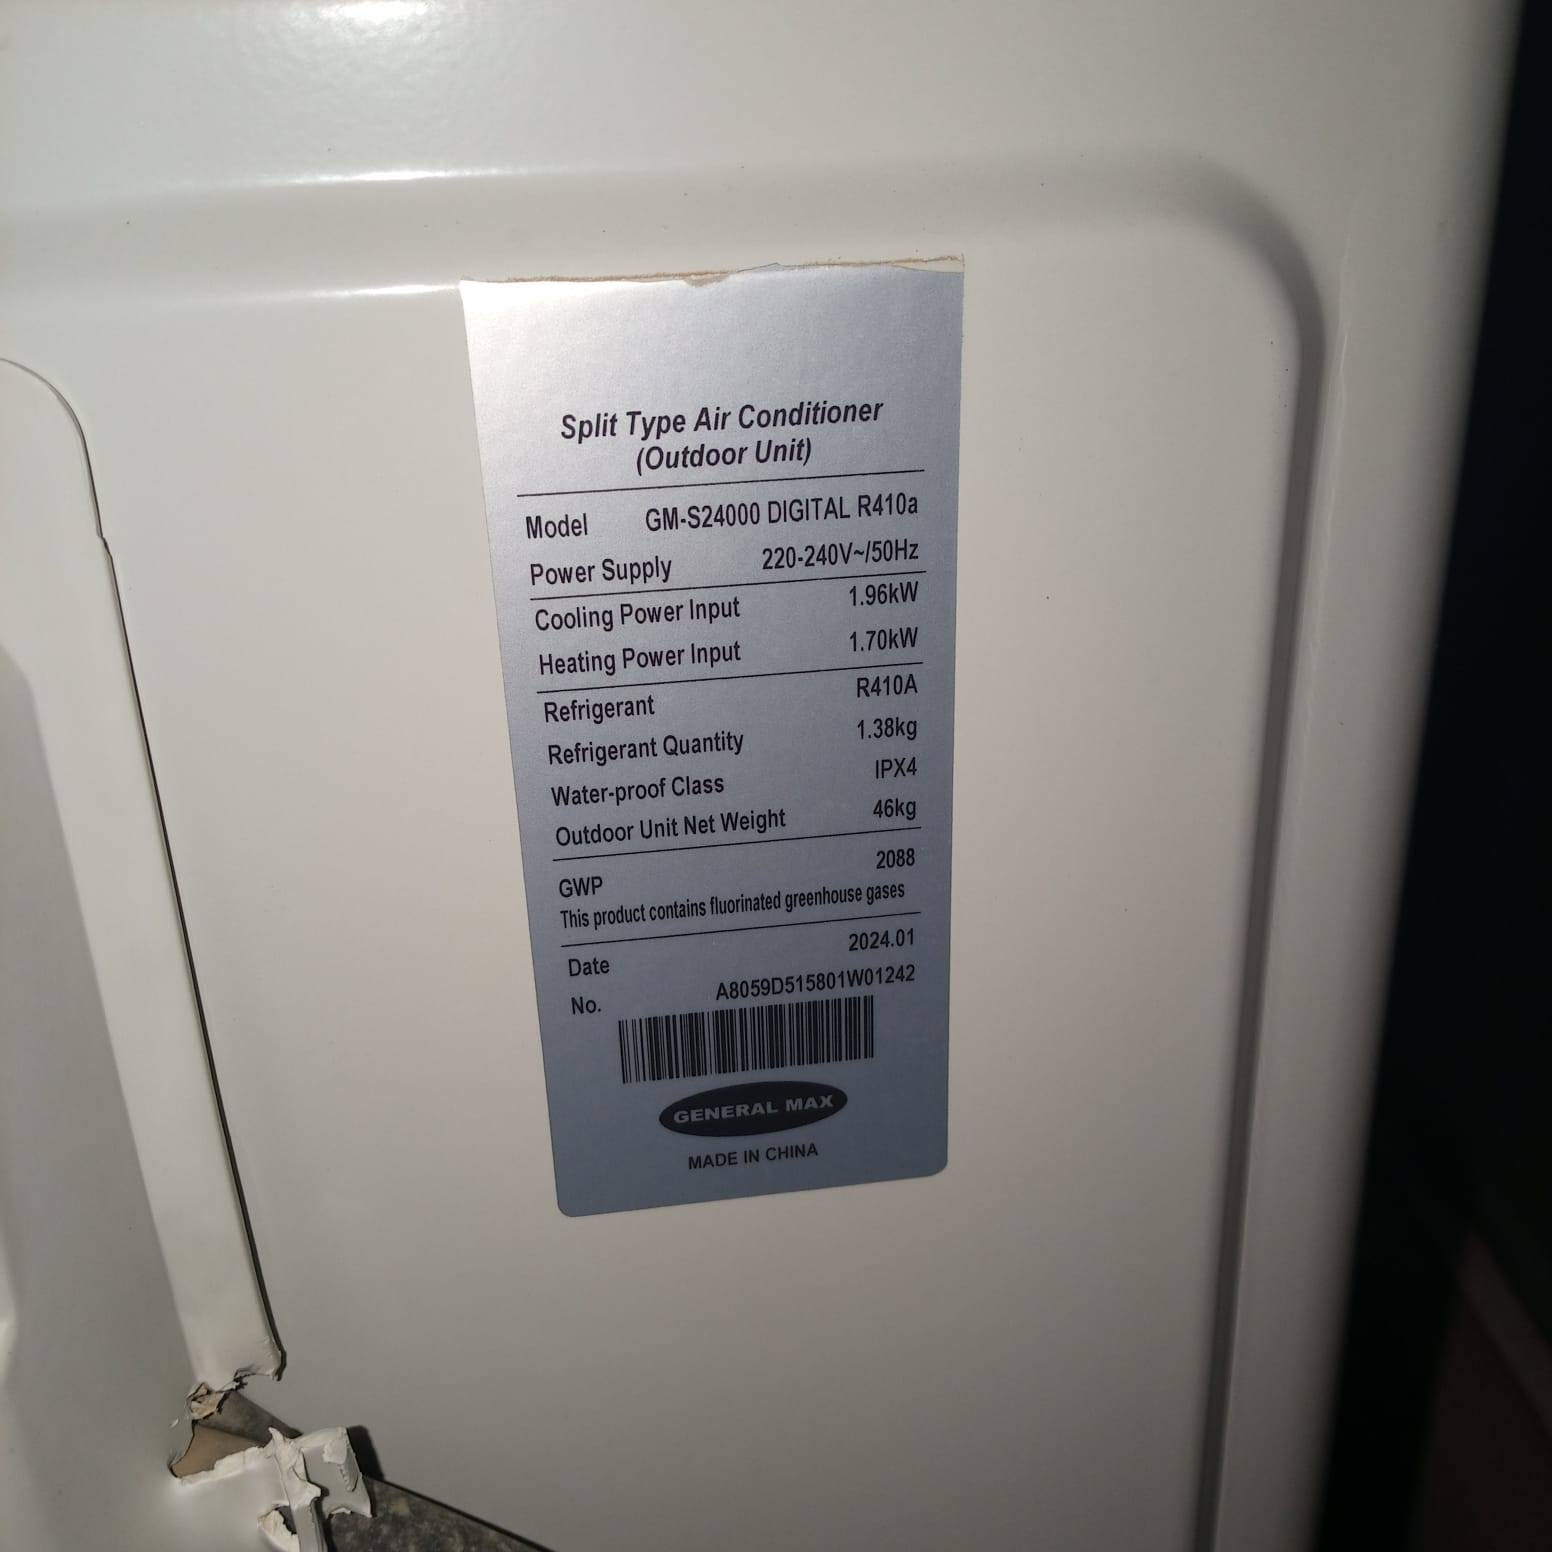 Split Type Air Conditioner
(Outdoor Unit)
Model GM-S24000 DIGITAL R410a
Power Supply 220-240V~/50Hz
Cooling Power Input 1.96kW
Heating Power Input 1.70kW
Refrigerant R410A
Refrigerant Quantity 1.38kg
Water-proof Class IPX4
Outdoor Unit Net Weight 46kg
GWP 2088
This product contains fluorinated greenhouse gases
Date 2024.01
No. A8059D515801W01242
GENERAL MAX
MADE IN CHINA